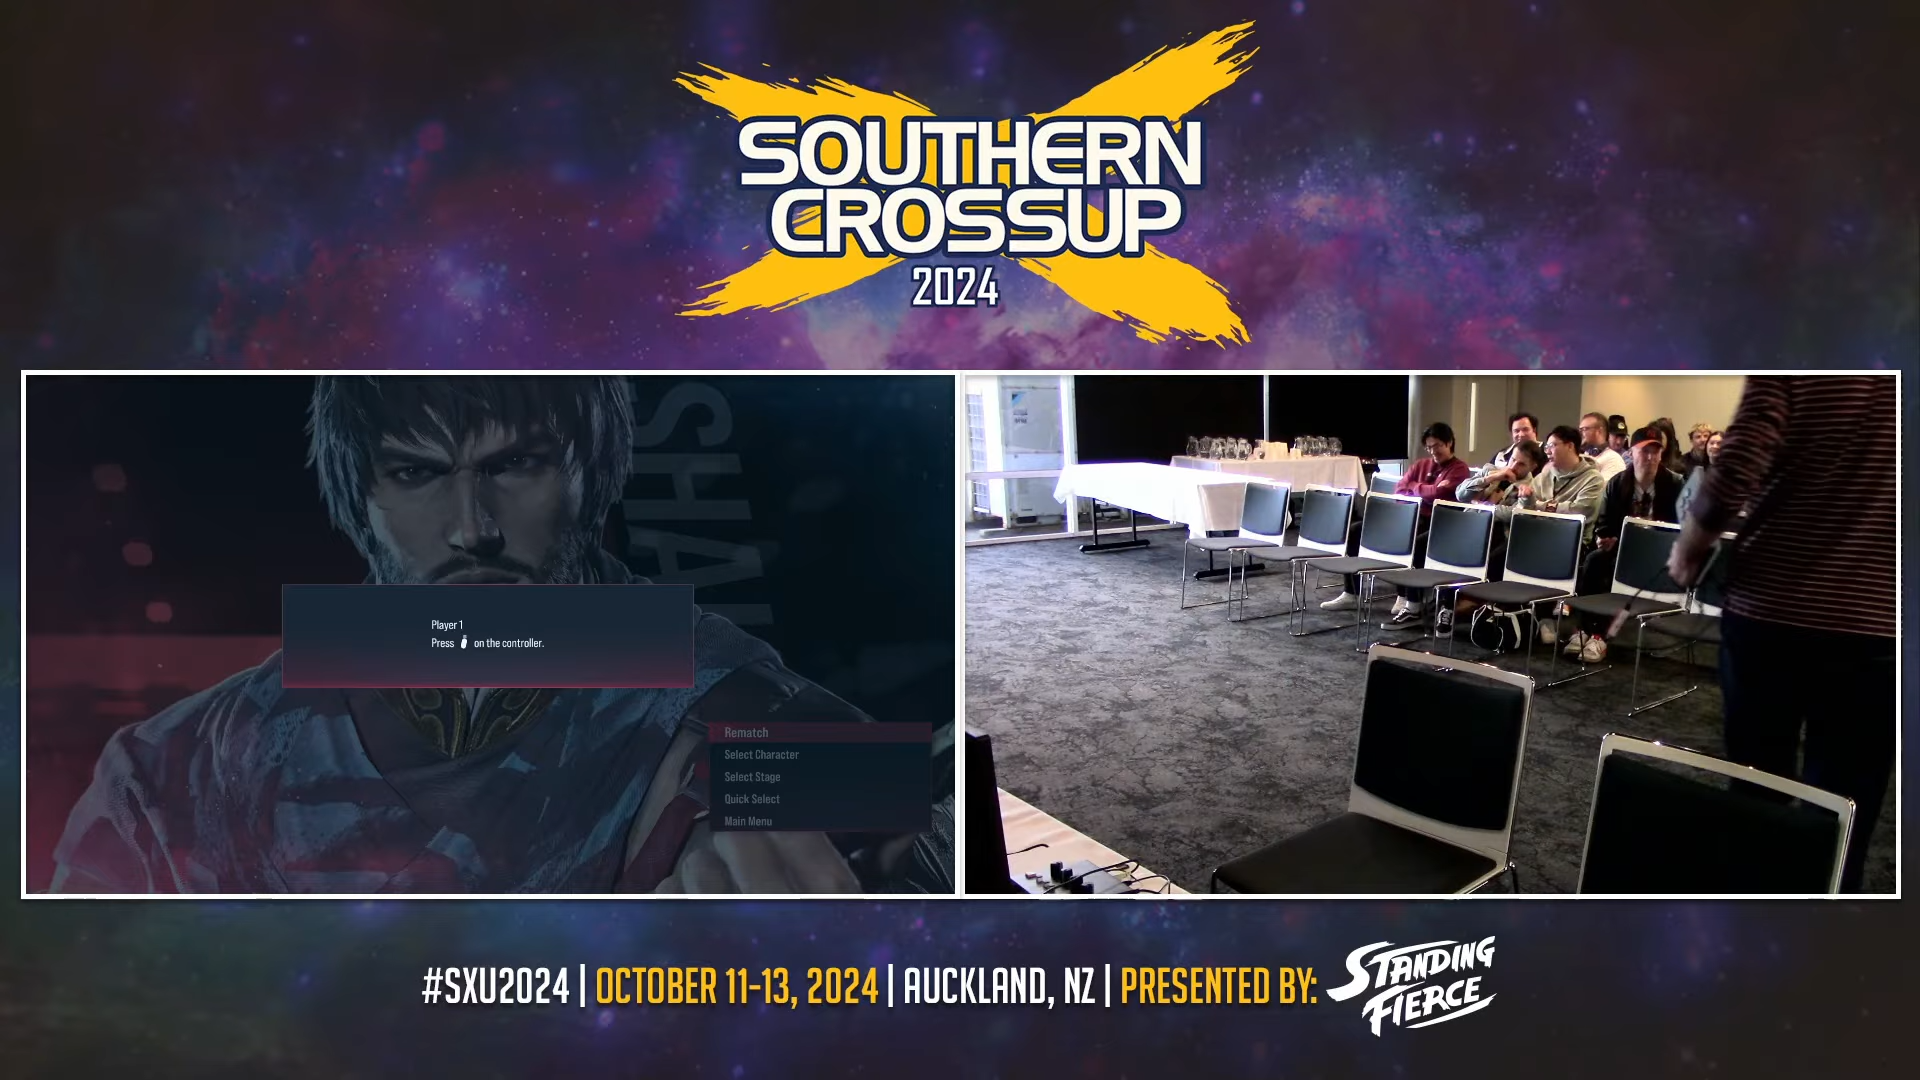 SOUTHERN
CROSSUP
2024
SHA
Player 1
Press on the controller.
Rematch
Select Character
Select Stage
Quick Select
Main Menu
#SXU2024 | OCTOBER 11-13, 2024 | AUCKLAND, NZ | PRESENTED BY: STANDING FIERCE